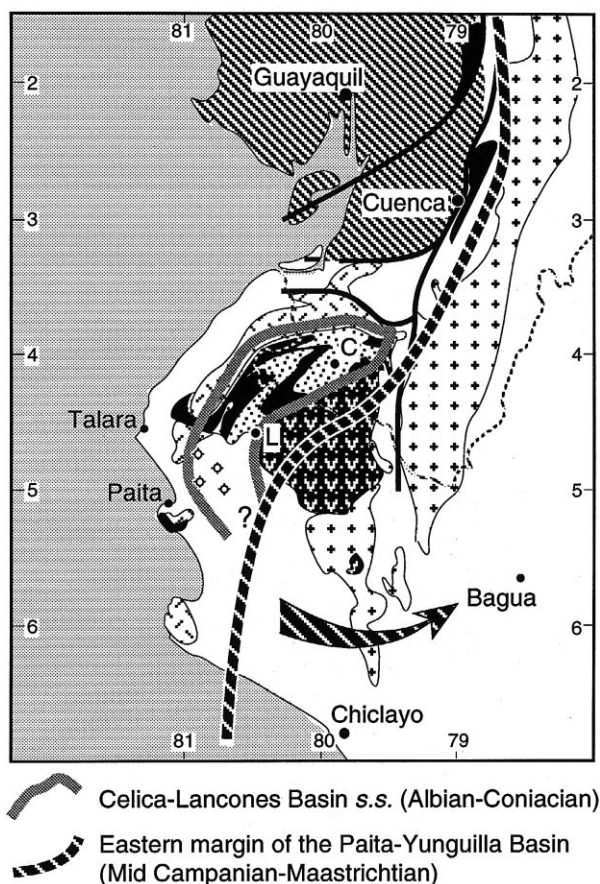 81 80 79
2 2
Guayaquil
Cuenca
3 3
4 4
C
Talara
L
Paita
5 5
?
Bagua
6 6
Chiclayo
81 80 79
Celica-Lancones Basin s.s. (Albian-Coniacian)
Eastern margin of the Paita-Yunguilla Basin
(Mid Campanian-Maastrichtian)